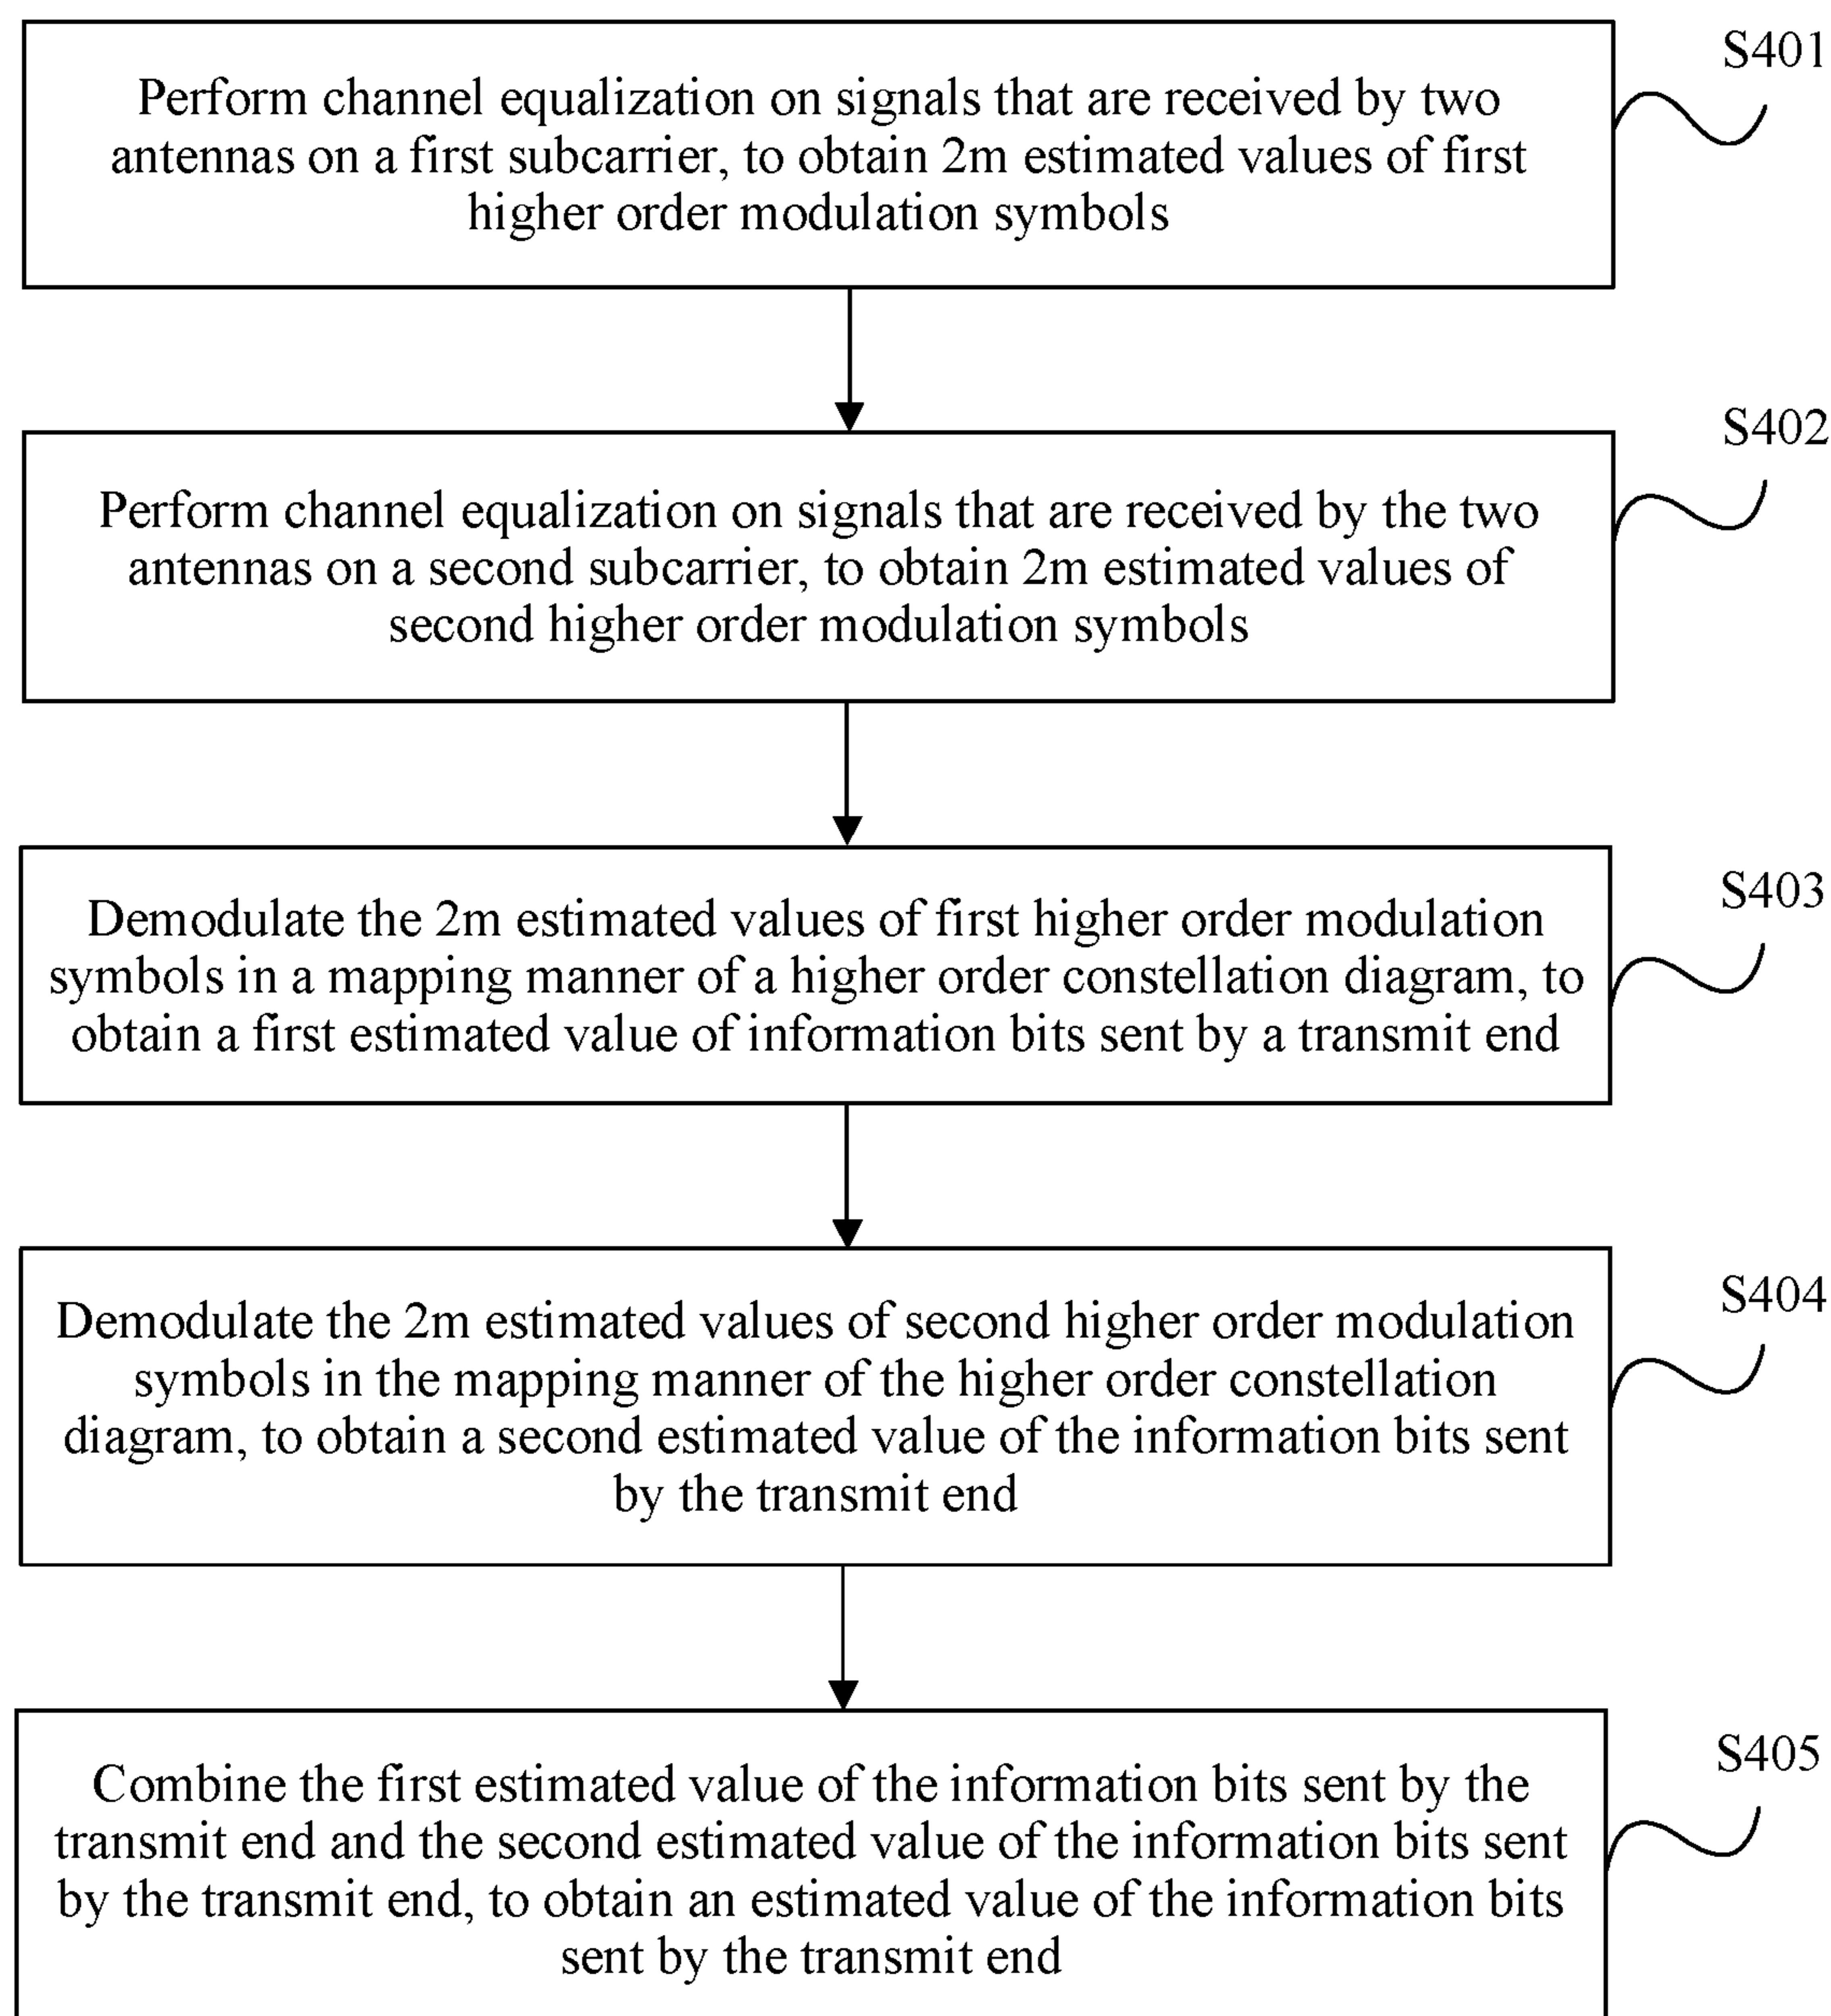 S401
Perform channel equalization on signals that are received by two
antennas on a first subcarrier, to obtain 2m estimated values of first
higher order modulation symbols
S402
Perform channel equalization on signals that are received by the two
antennas on a second subcarrier, to obtain 2m estimated values of
second higher order modulation symbols
S403
Demodulate the 2m estimated values of first higher order modulation
symbols in a mapping manner of a higher order constellation diagram, to
obtain a first estimated value of information bits sent by a transmit end
S404
Demodulate the 2m estimated values of second higher order modulation
symbols in the mapping manner of the higher order constellation
diagram, to obtain a second estimated value of the information bits sent
by the transmit end
S405
Combine the first estimated value of the information bits sent by the
transmit end and the second estimated value of the information bits sent
by the transmit end, to obtain an estimated value of the information bits
sent by the transmit end